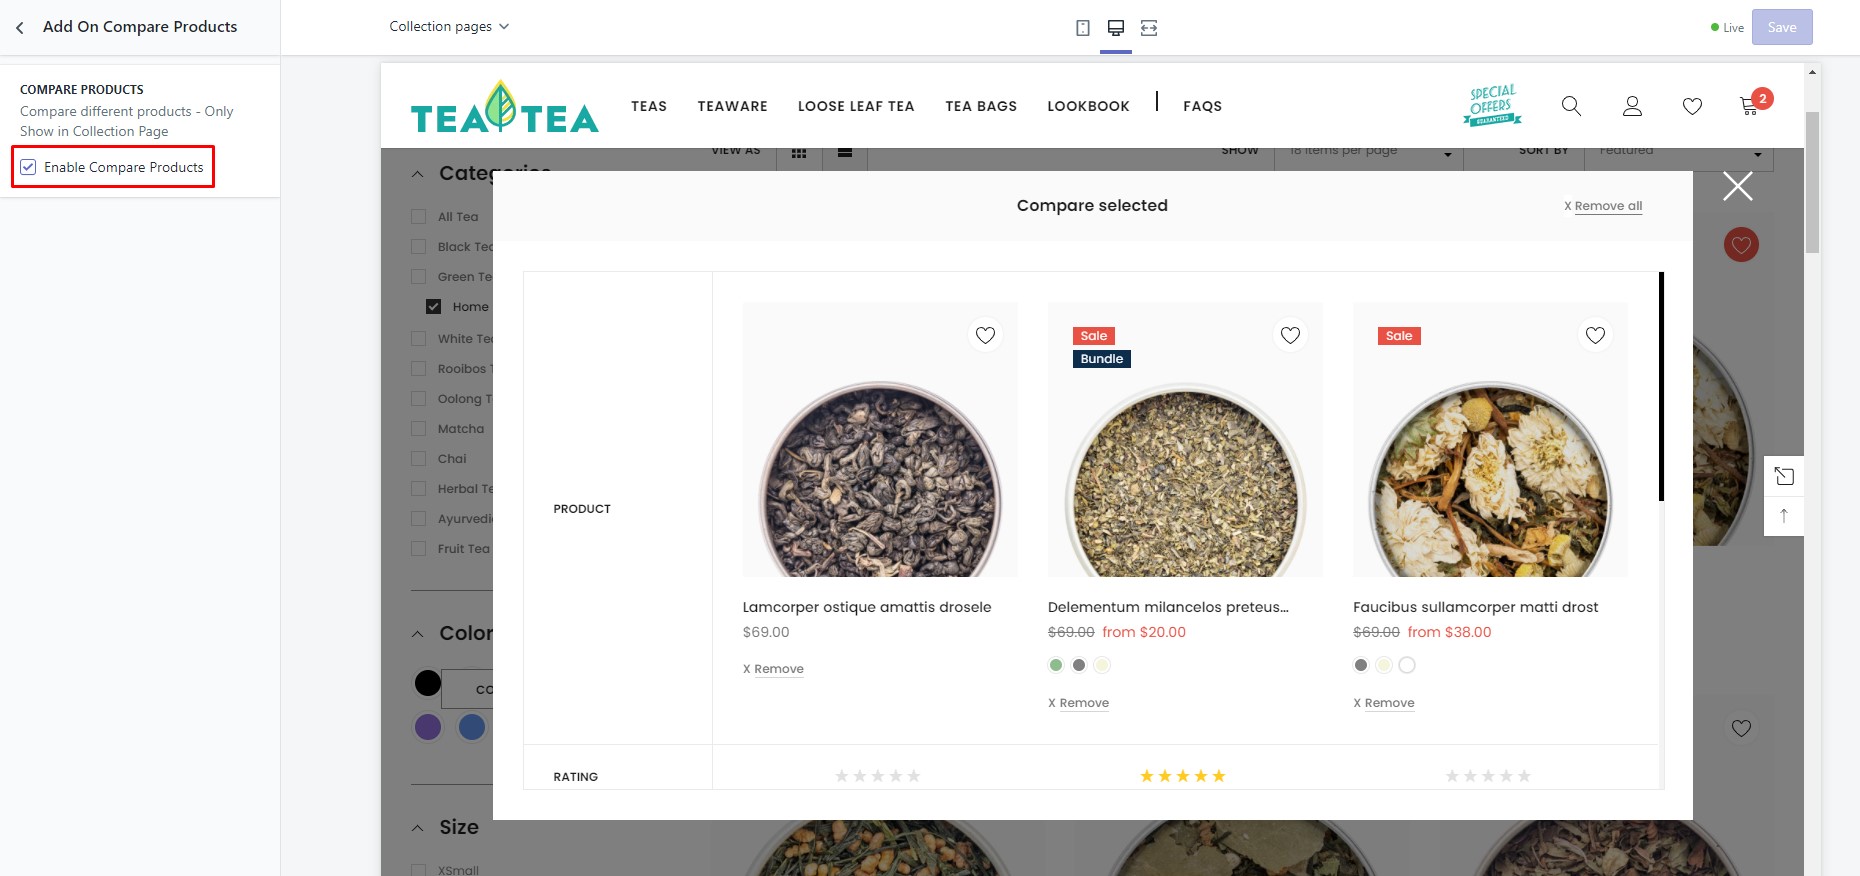 Add On Compare Products
Collection pages
Live
Save
COMPARE PRODUCTS
Compare different products - Only
Show in Collection Page
Enable Compare Products
TEA TEA
TEAS TEAWARE LOOSE LEAF TEA TEA BAGS LOOKBOOK FAQS
SPECIAL
OFFERS
GUARANTEED
2
VIEW AS
SHOW
18 items per page
SORT BY
Featured
Categories
All Tea
Black Tea
Green Te
Home
White Tea
Rooibos T
Oolong T
Matcha
Chai
Herbal Te
Ayurvedi
Fruit Tea
Color
CO
Size
XSmall
Compare selected
X Remove all
PRODUCT
Lamcorper ostique amattis drosele
$69.00
X Remove
Sale
Bundle
Delementum milancelos preteus...
$69.00 from $20.00
X Remove
Sale
Faucibus sullamcorper matti drost
$69.00 from $38.00
X Remove
RATING